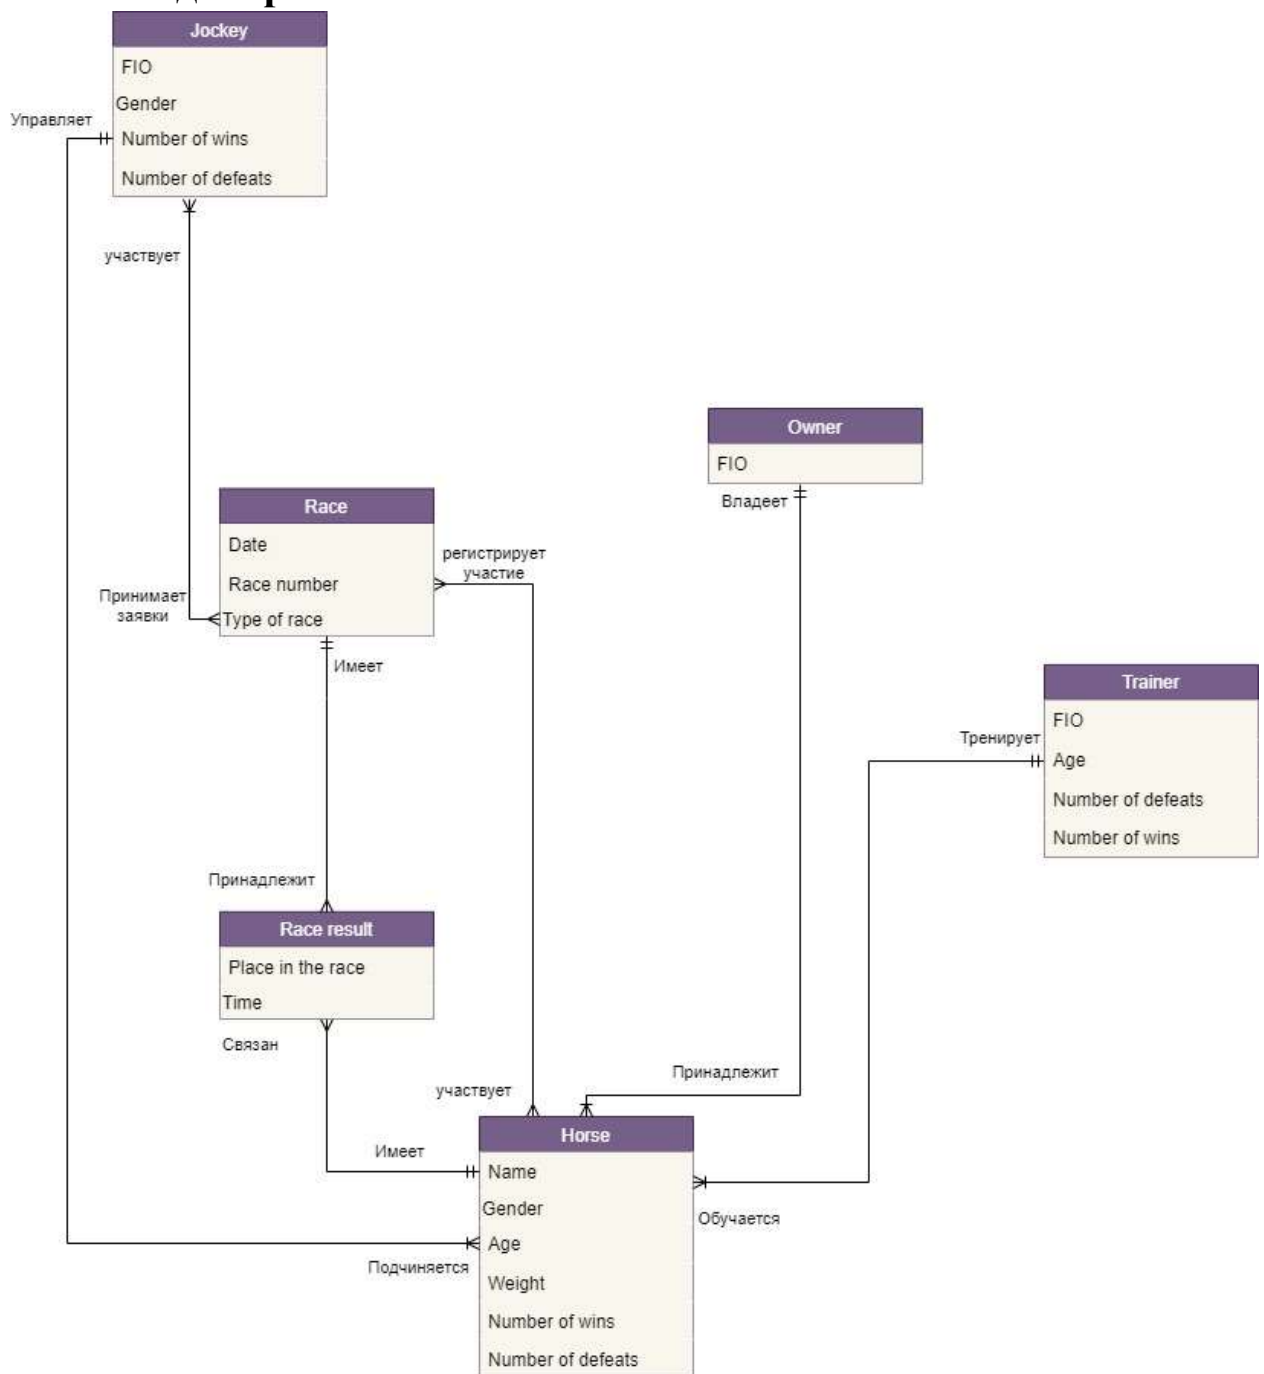 Jockey
FIO
Gender
Управляет
Number of wins
Number of defeats
участвует
Owner
FIO
Владеет
Race
Date
регистрирует
участие
Race number
Принимает
заявки
Type of race
Имеет
Trainer
FIO
Тренирует
Age
Number of defeats
Number of wins
Принадлежит
Race result
Place in the race
Time
Связан
Принадлежит
участвует
Horse
Имеет
Name
Gender
Обучается
Age
Подчиняется
Weight
Number of wins
Number of defeats